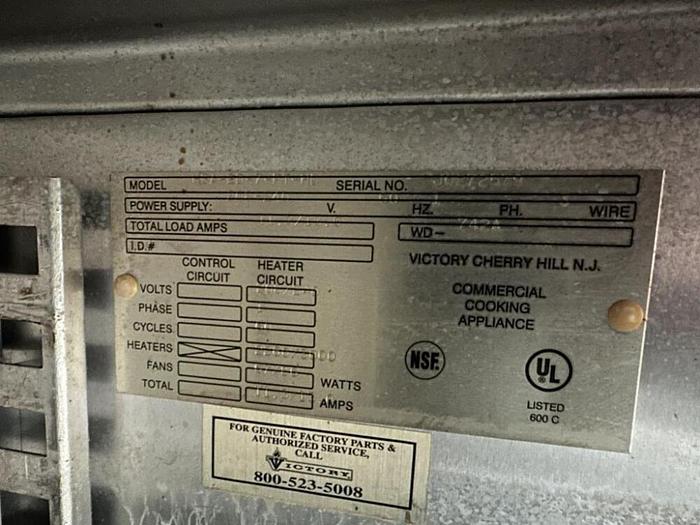 MODEL SERIAL NO.
POWER SUPPLY: V. HZ. PH. WIRE
TOTAL LOAD AMPS WD-
I.D.#
VICTORY CHERRY HILL N.J.
CONTROL CIRCUIT HEATER CIRCUIT
VOLTS
PHASE
CYCLES
HEATERS
FANS WATTS
TOTAL AMPS
COMMERCIAL
COOKING
APPLIANCE
NSF.
UL
LISTED
600 C
FOR GENUINE FACTORY PARTS &
AUTHORIZED SERVICE,
CALL
VICTORY
800-523-5008